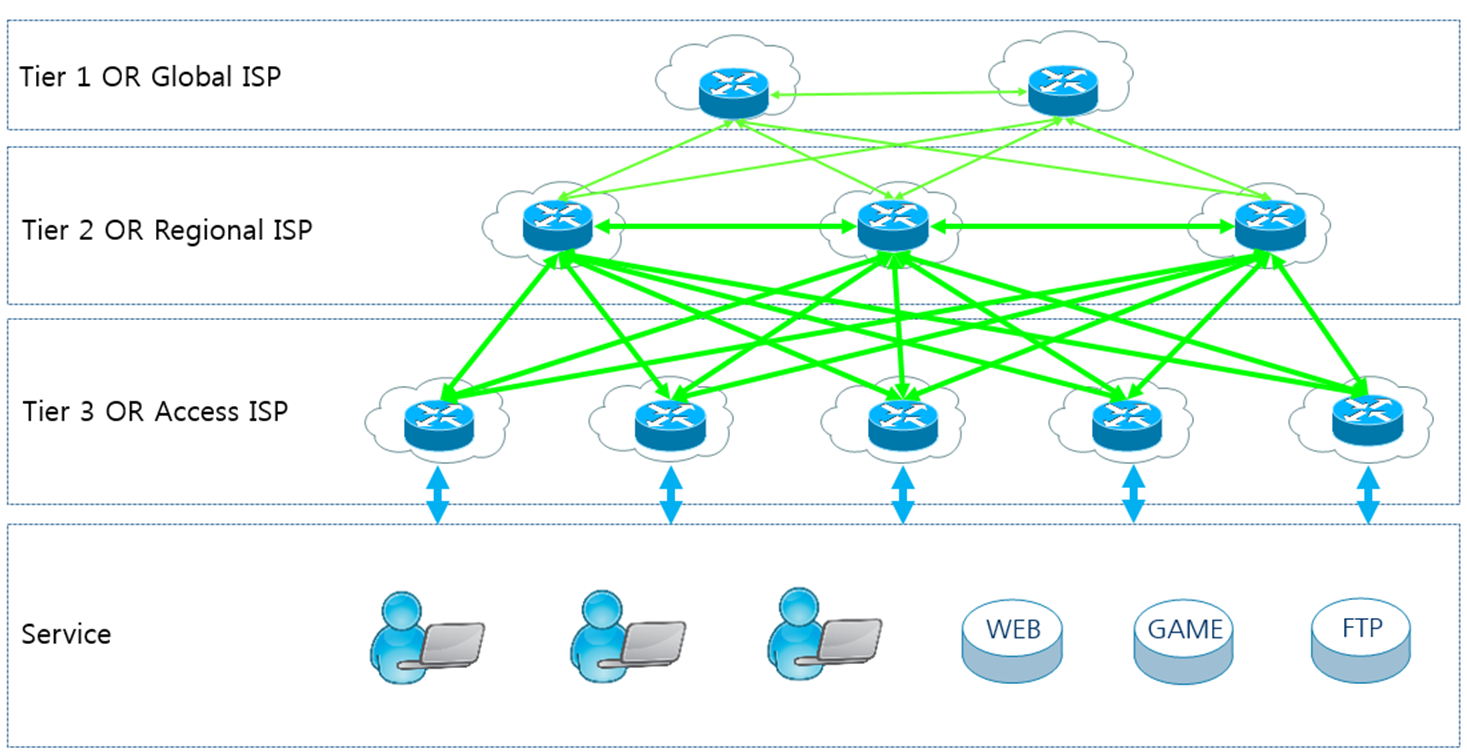 Tier 1 OR Global ISP
Tier 2 OR Regional ISP
Tier 3 OR Access ISP
Service
WEB
GAME
FTP